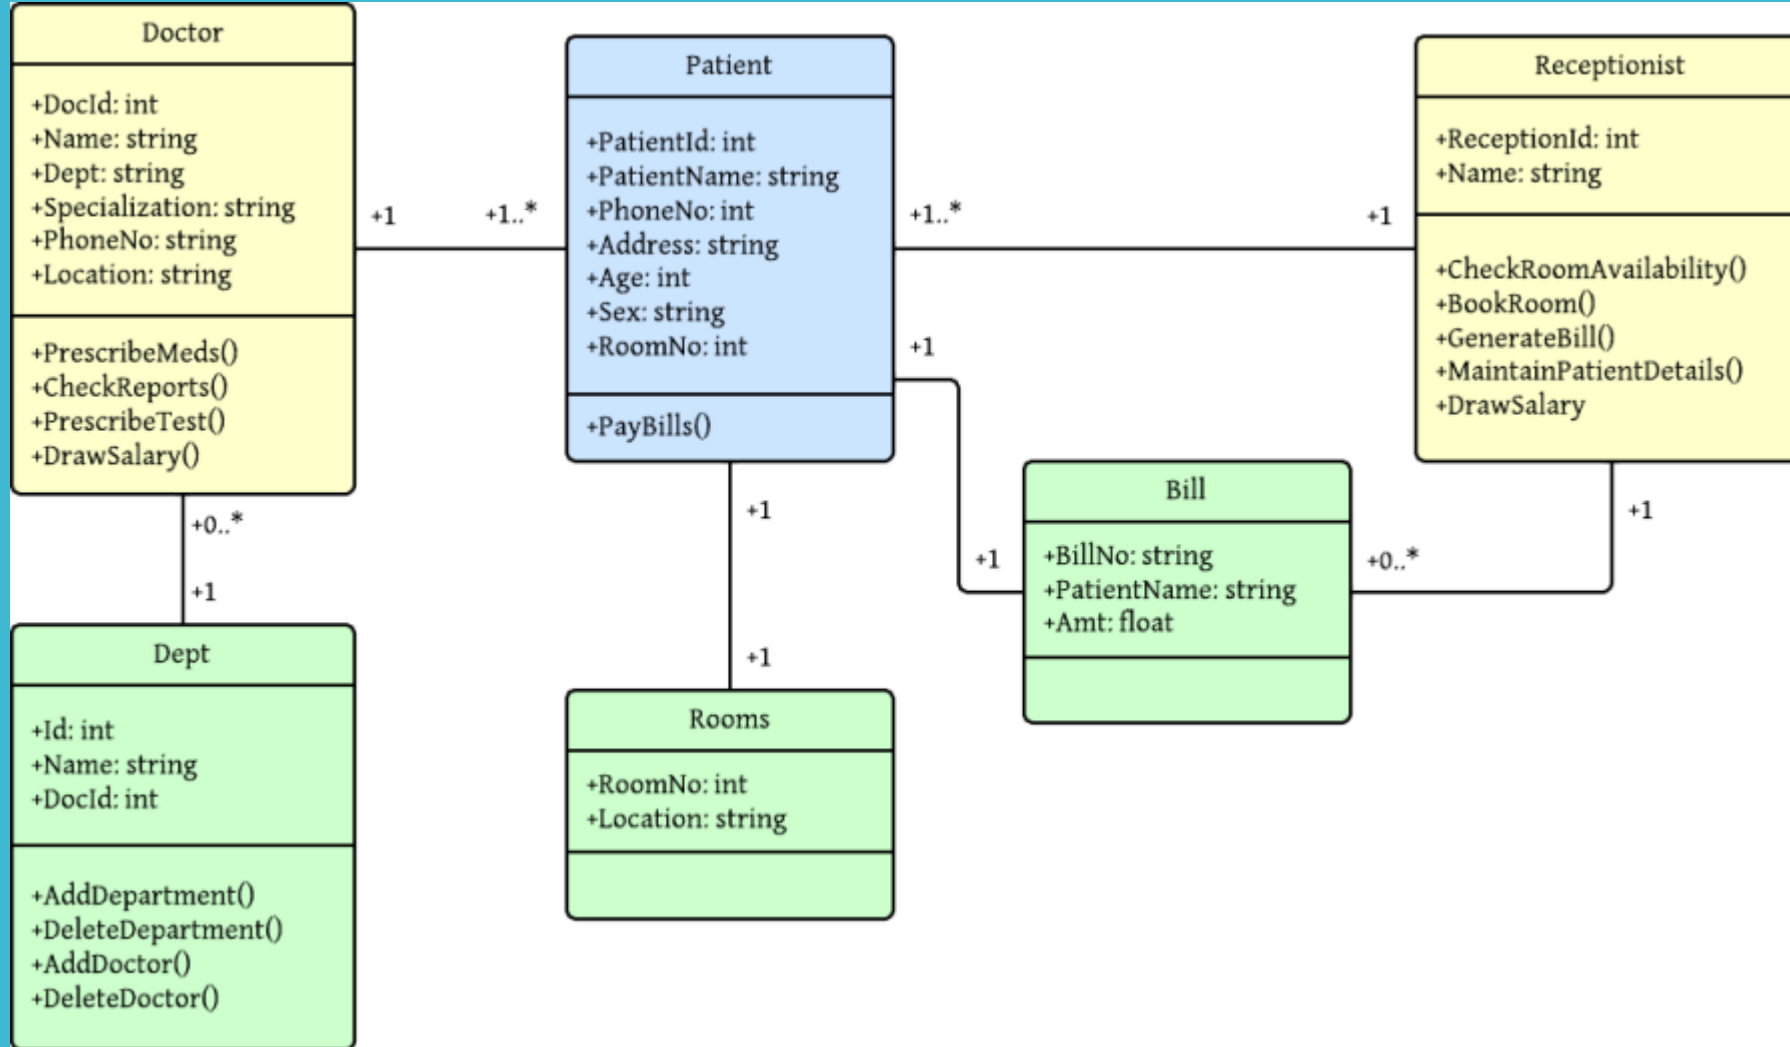 Doctor
+DocId: int
+Name: string
+Dept: string
+Specialization: string
+PhoneNo: string
+Location: string
+PrescribeMeds()
+CheckReports()
+PrescribeTest()
+DrawSalary()
+1
+1..*
Patient
+PatientId: int
+PatientName: string
+PhoneNo: int
+Address: string
+Age: int
+Sex: string
+RoomNo: int
+PayBills()
+1..*
+1
Receptionist
+ReceptionId: int
+Name: string
+CheckRoomAvailability()
+BookRoom()
+GenerateBill()
+MaintainPatientDetails()
+DrawSalary
+1
+1
Bill
+BillNo: string
+PatientName: string
+Amt: float
+0..*
+1
+0..*
+1
Dept
+Id: int
+Name: string
+DocId: int
+AddDepartment()
+DeleteDepartment()
+AddDoctor()
+DeleteDoctor()
+1
+1
Rooms
+RoomNo: int
+Location: string